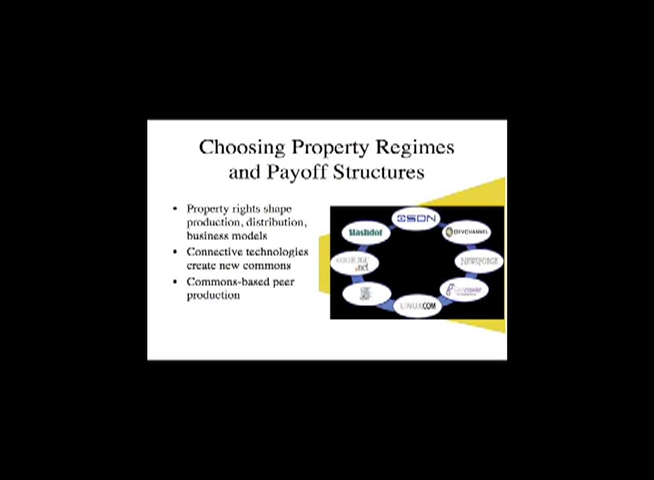 Choosing Property Regimes
and Payoff Structures
• Property rights shape
production, distribution,
business models
• Connective technologies
create new commons
• Commons-based peer
production
OSDN
Slashdot
DEVCHANNEL
.net
NEWSFORGE
LINUX.COM